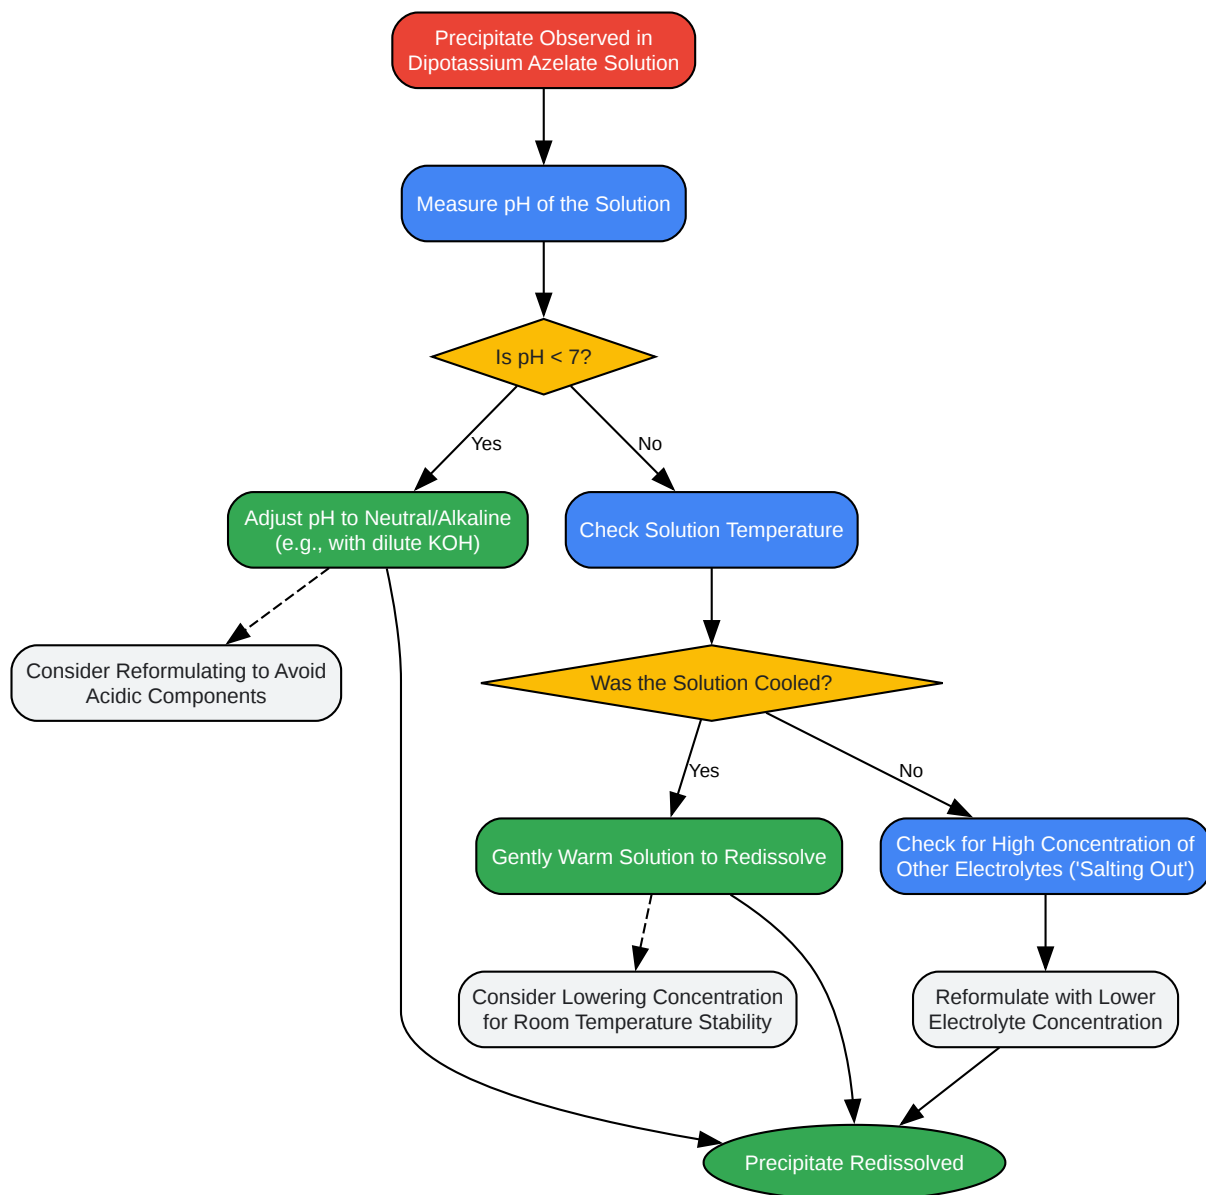 Precipitate Observed in
Dipotassium Azelate Solution
Measure pH of the Solution
Is pH < 7?
Yes
No
Adjust pH to Neutral/Alkaline
(e.g., with dilute KOH)
Check Solution Temperature
Consider Reformulating to Avoid
Acidic Components
Was the Solution Cooled?
Yes
No
Gently Warm Solution to Redissolve
Check for High Concentration of
Other Electrolytes ('Salting Out')
Consider Lowering Concentration
for Room Temperature Stability
Reformulate with Lower
Electrolyte Concentration
Precipitate Redissolved